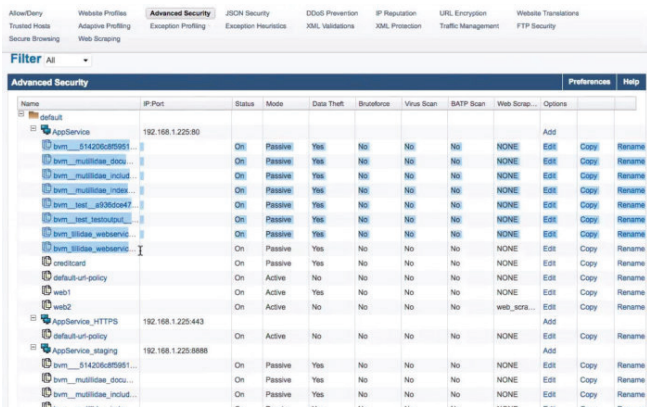 Allow/Deny Website Profiles Advanced Security JSON Security DDoS Prevention IP Reputation URL Encryption Website Translations
Trusted Hosts Adaptive Profiling Exception Profiling Exception Heuristics XML Validations XML Protection Traffic Management FTP Security
Secure Browsing Web Scraping
Filter All
Advanced Security Preferences Help
Name IP:Port Status Mode Data Theft Bruteforce Virus Scan BATP Scan Web Scrap... Options
default
AppService 192.168.1.225:80 Add
bvm___514206c8f5951... On Passive Yes No No No NONE Edit Copy Rename
bvm__mutillidae_docu... On Passive Yes No No No NONE Edit Copy Rename
bvm__mutillidae_includ... On Passive Yes No No No NONE Edit Copy Rename
bvm__mutillidae_index... On Passive Yes No No No NONE Edit Copy Rename
bvm__test__a936dce47... On Passive Yes No No No NONE Edit Copy Rename
bvm__test_testoutput_... On Passive Yes No No No NONE Edit Copy Rename
bvm_illidae_webservic... On Passive Yes No No No NONE Edit Copy Rename
bvm_illidae_webservic... On Passive Yes No No No NONE Edit Copy Rename
creditcard On Passive Yes No No No NONE Edit Copy Rename
default-url-policy On Active No No No No NONE Edit Copy Rename
web1 On Active Yes No No No NONE Edit Copy Rename
web2 On Active No No No No web_scra... Edit Copy Rename
AppService_HTTPS 192.168.1.225:443 Add
default-url-policy On Active No No No No NONE Edit Copy Rename
AppService_staging 192.168.1.225:8888 Add
bvm___514206c8f5951... On Passive Yes No No No NONE Edit Copy Rename
bvm__mutillidae_docu... On Passive Yes No No No NONE Edit Copy Rename
bvm__mutillidae_includ... On Passive Yes No No No NONE Edit Copy Rename